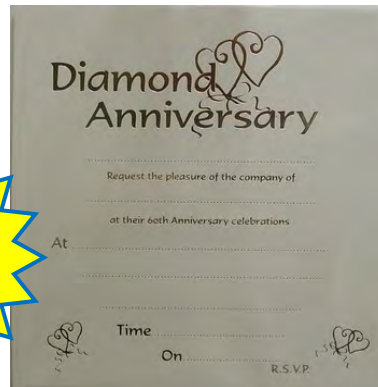 Diamond
Anniversary
Request the pleasure of the company of
at their 60th Anniversary celebrations
At
Time
On
R.S.V.P.